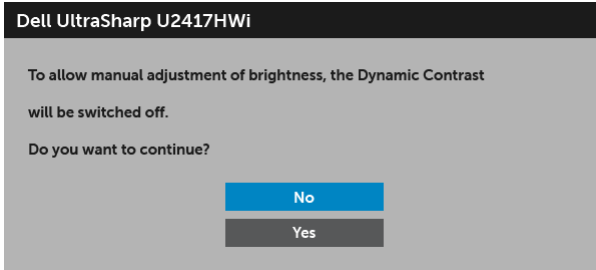 Dell UltraSharp U2417HWi
To allow manual adjustment of brightness, the Dynamic Contrast
will be switched off.
Do you want to continue?
No
Yes